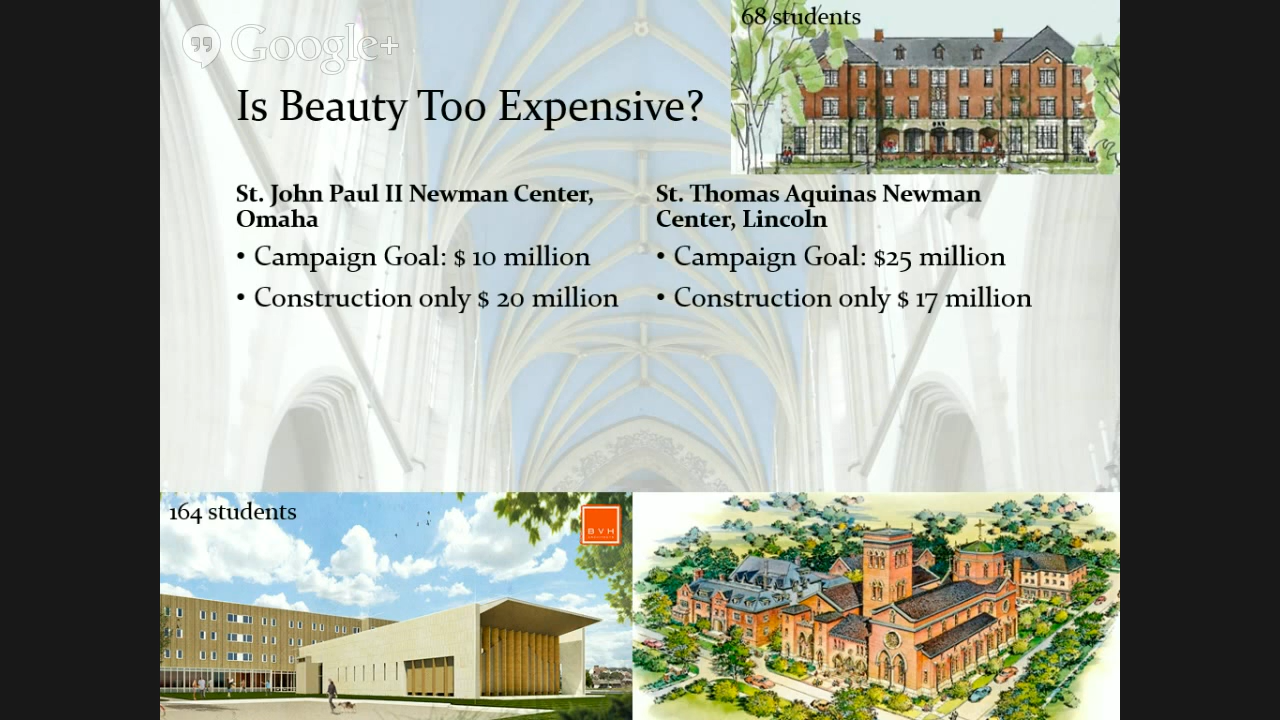 Google+
68 students
Is Beauty Too Expensive?
St. John Paul II Newman Center,
Omaha
• Campaign Goal: $ 10 million
• Construction only $ 20 million
St. Thomas Aquinas Newman
Center, Lincoln
• Campaign Goal: $25 million
• Construction only $ 17 million
164 students
BVH